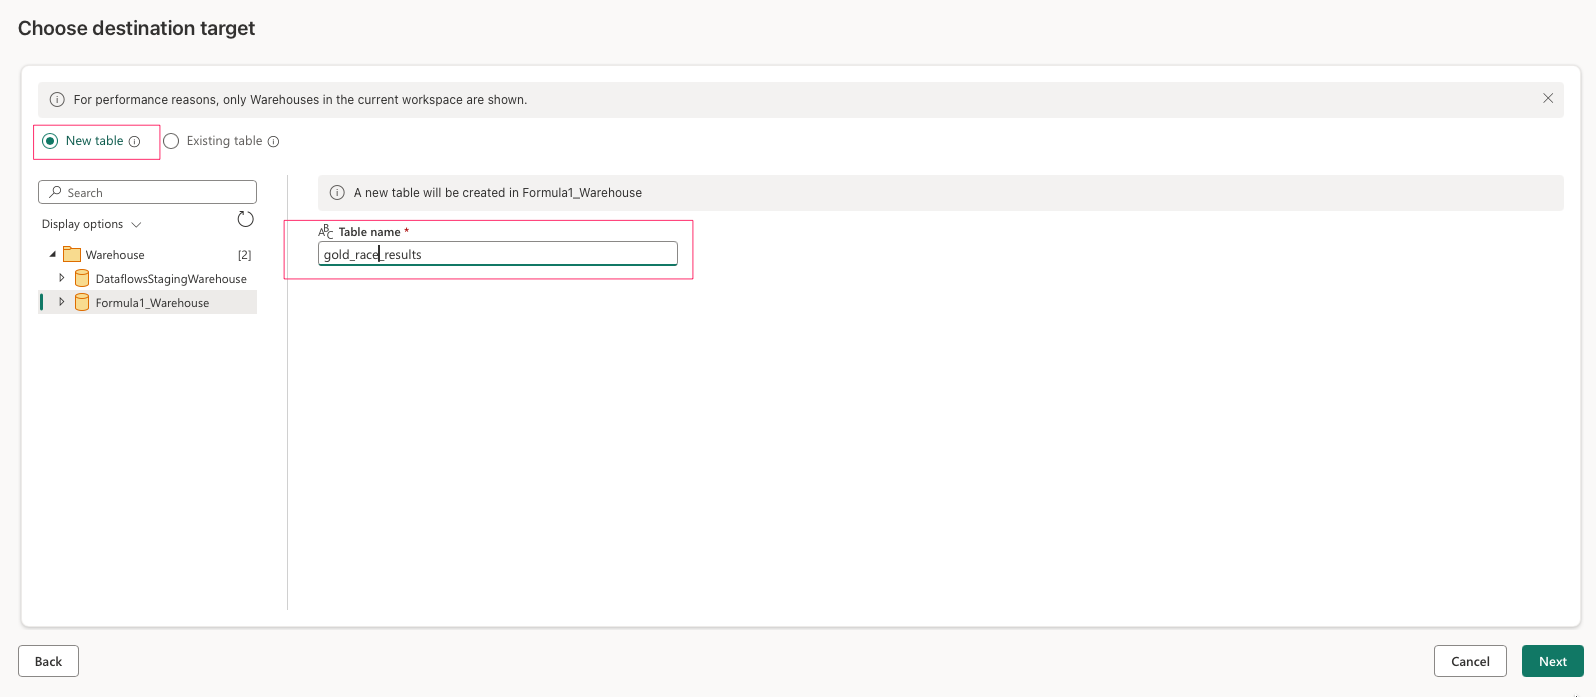 Choose destination target
For performance reasons, only Warehouses in the current workspace are shown.
New table
Existing table
Search
A new table will be created in Formula1_Warehouse
Display options
ABC Table name *
gold_race_results
Warehouse [2]
DataflowsStagingWarehouse
Formula1_Warehouse
Back
Cancel
Next